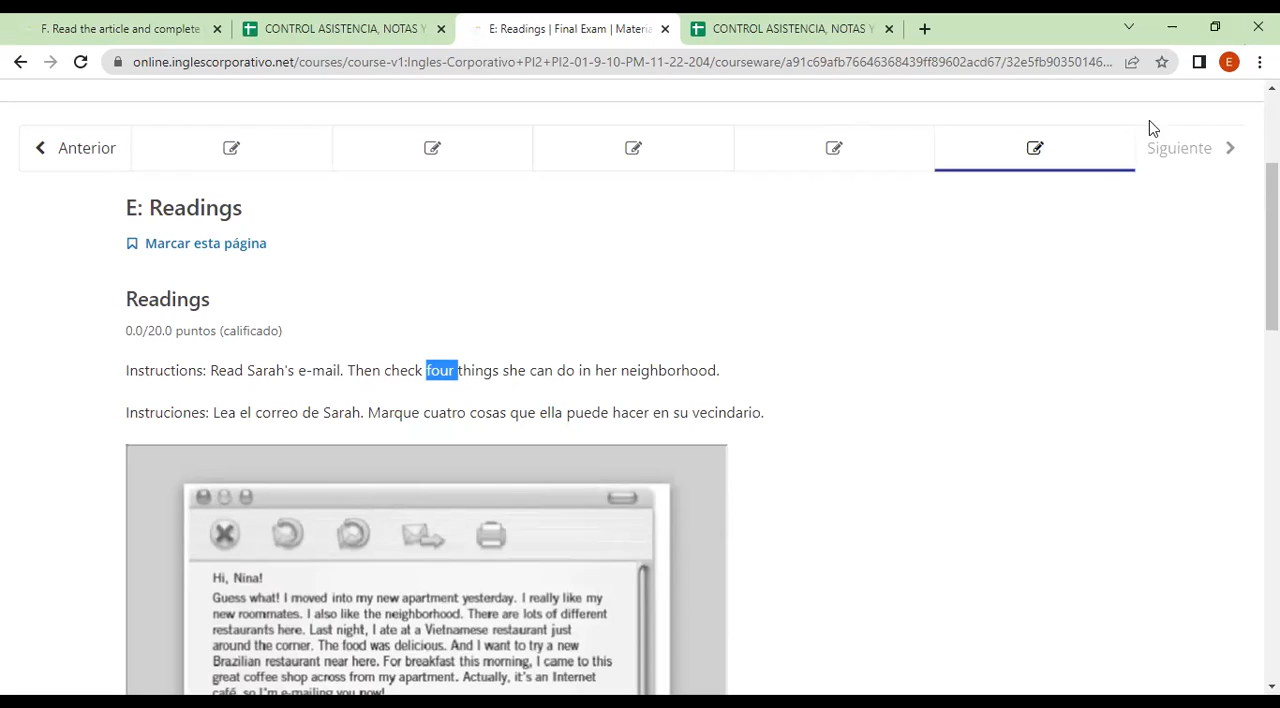 F. Read the article and complete
CONTROL ASISTENCIA, NOTAS Y
E: Readings | Final Exam | Materia
CONTROL ASISTENCIA, NOTAS Y
online.inglescorporativo.net/courses/course-v1:Ingles-Corporativo+PI2+PI2-01-9-10-PM-11-22-204/courseware/a91c69afb76646368439ff89602acd67/32e5fb90350146...
E
Anterior
Siguiente
E: Readings
Marcar esta página
Readings
0.0/20.0 puntos (calificado)
Instructions: Read Sarah's e-mail. Then check four things she can do in her neighborhood.
Instruciones: Lea el correo de Sarah. Marque cuatro cosas que ella puede hacer en su vecindario.
Hi, Nina!
Guess what! I moved into my new apartment yesterday. I really like my
new roommates. I also like the neighborhood. There are lots of different
restaurants here. Last night, I ate at a Vietnamese restaurant just
around the corner. The food was delicious. And I want to try a new
Brazilian restaurant near here. For breakfast this morning, I came to this
great coffee shop across from my apartment. Actually, it's an Internet
café, so I'm e-mailing you now!